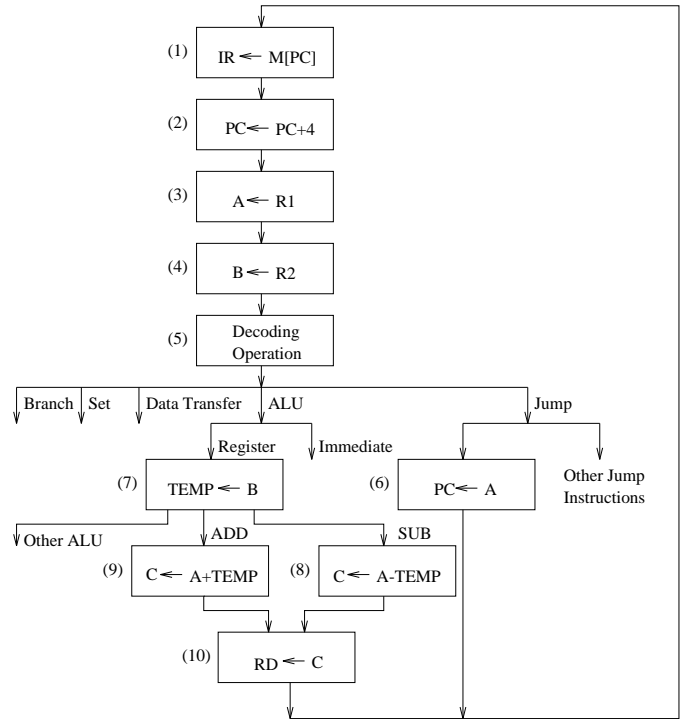 (1) IR ← M[PC]
(2) PC ← PC+4
(3) A ← R1
(4) B ← R2
(5) Decoding
Operation
Branch Set Data Transfer ALU Jump
Register Immediate
Other Jump
Instructions
(7) TEMP ← B
(6) PC ← A
Other ALU ADD SUB
(9) C ← A+TEMP
(8) C ← A-TEMP
(10) RD ← C